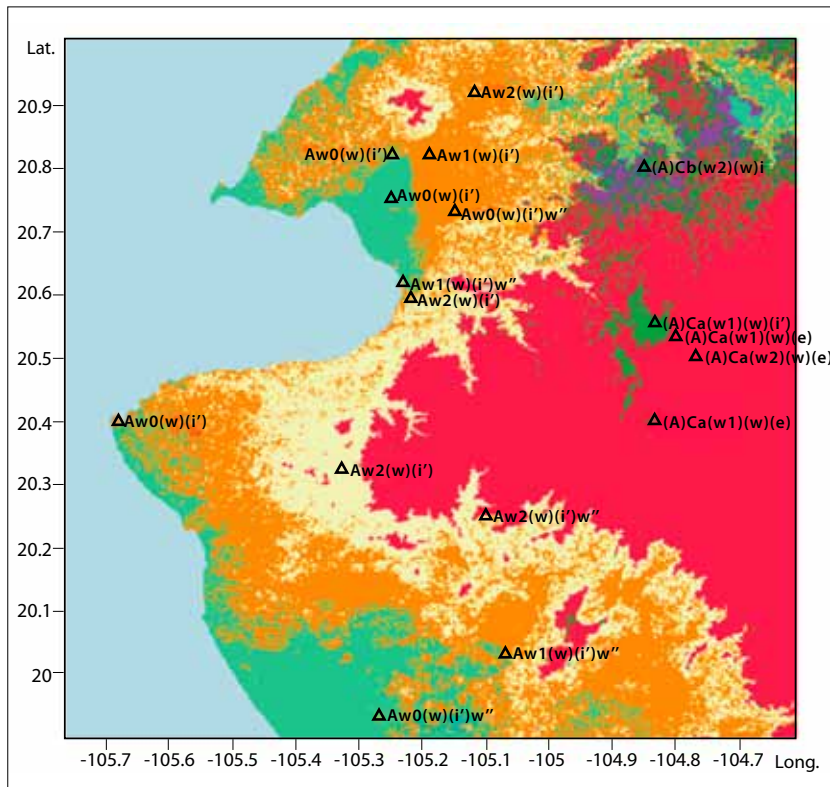 Lat.
20.9
Aw2(w)(i’)
Aw0(w)(i’)
Aw1(w)(i’)
20.8
(A)Cb(w2)(w)i
Aw0(w)(i’)
Aw0(w)(i’)w”
20.7
20.6
Aw1(w)(i’)w”
Aw2(w)(i’)
(A)Ca(w1)(w)(i’)
(A)Ca(w1)(w)(e)
20.5
(A)Ca(w2)(w)(e)
20.4
Aw0(w)(i’)
(A)Ca(w1)(w)(e)
Aw2(w)(i’)
20.3
Aw2(w)(i’)w”
20.2
20.1
Aw1(w)(i’)w”
20
Aw0(w)(i’)w”
-105.7 -105.6 -105.5 -105.4 -105.3 -105.2 -105.1 -105 -104.9 -104.8 -104.7 Long.